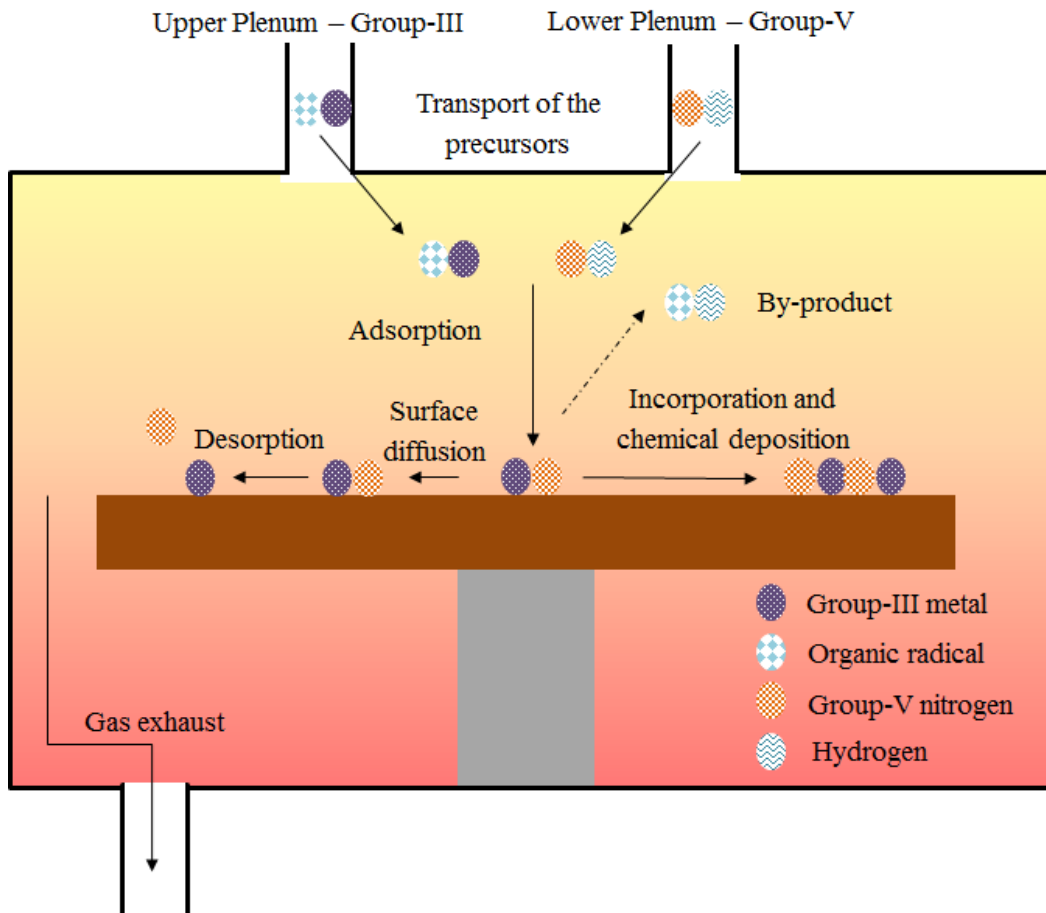 Upper Plenum – Group-III
Lower Plenum – Group-V
Transport of the
precursors
By-product
Adsorption
Incorporation and
chemical deposition
Surface
diffusion
Desorption
Group-III metal
Organic radical
Group-V nitrogen
Hydrogen
Gas exhaust